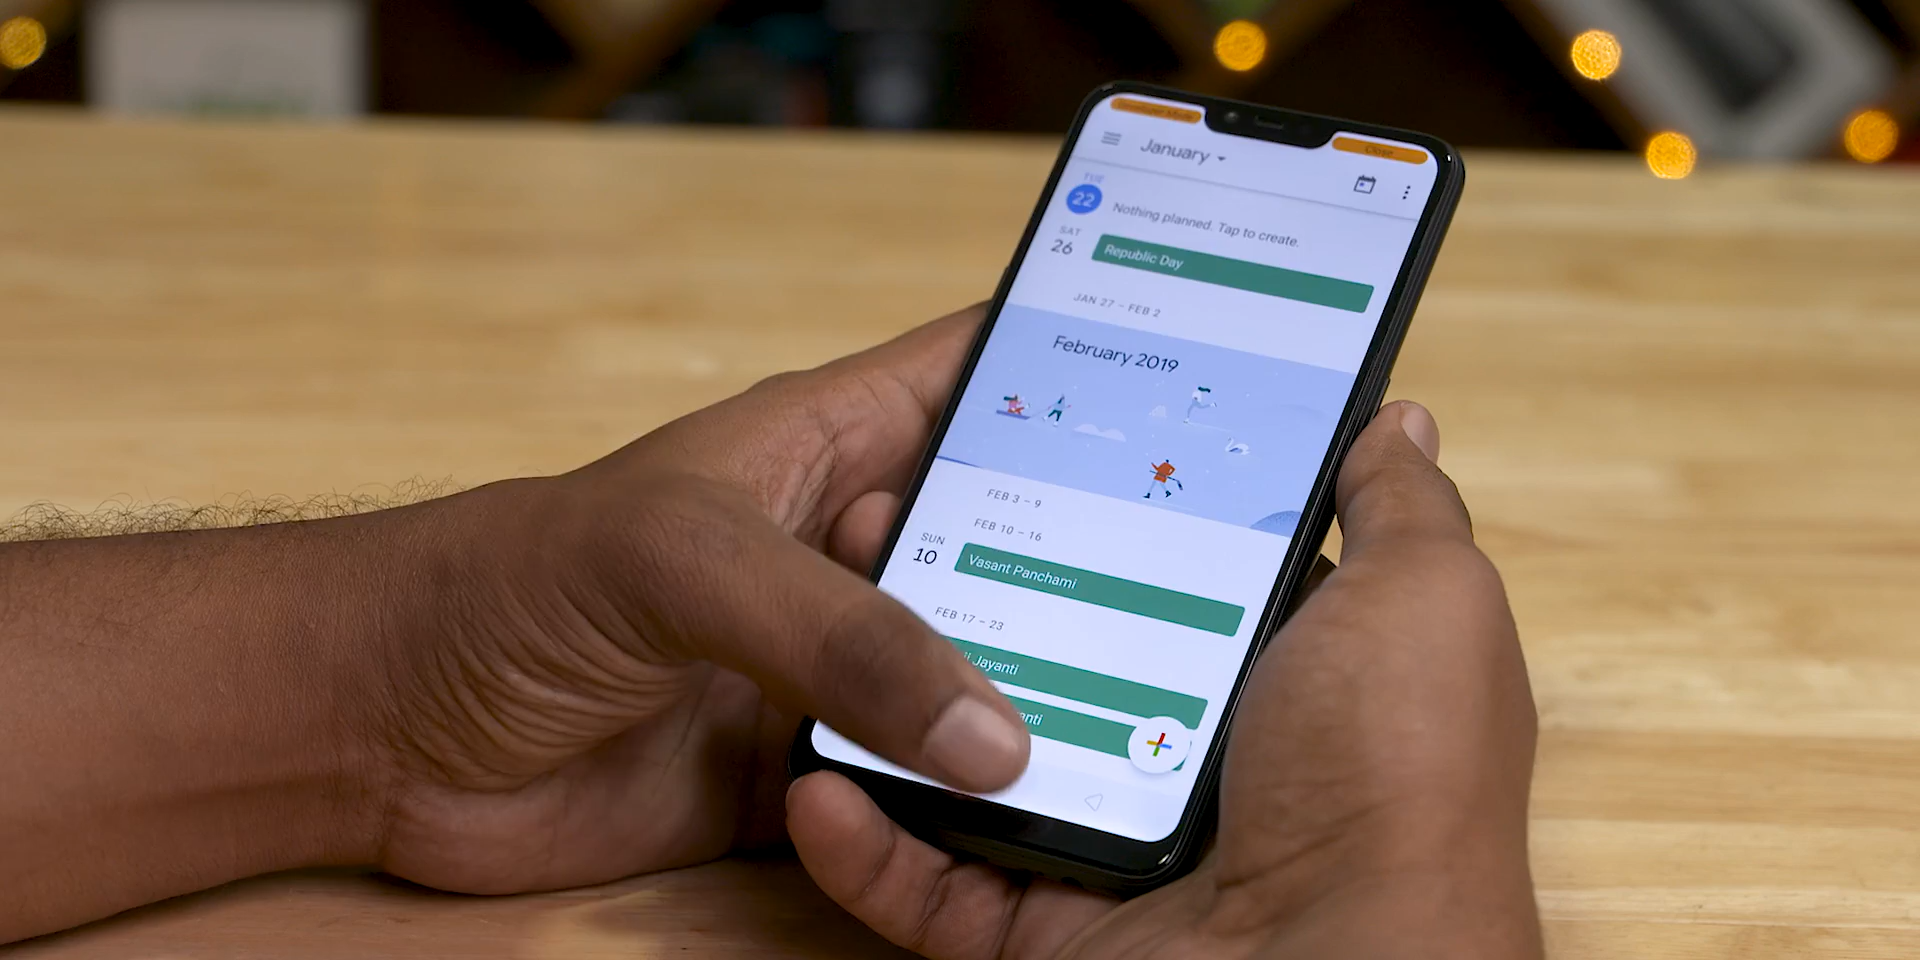 Close
January
TUE
22
Nothing planned. Tap to create.
SAT
26
Republic Day
JAN 27 – FEB 2
February 2019
FEB 3 – 9
FEB 10 – 16
SUN
10
Vasant Panchami
FEB 17 – 23
Jayanti